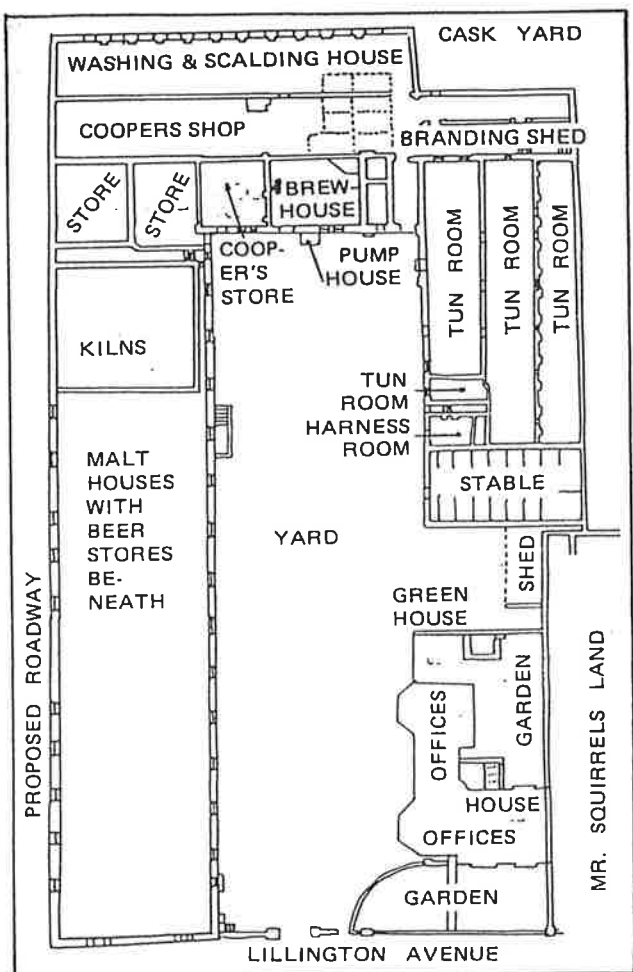 CASK YARD
WASHING & SCALDING HOUSE
COOPERS SHOP
BRANDING SHED
STORE
STORE
BREW
HOUSE
COOP-
ER'S
STORE
PUMP
HOUSE
TUN ROOM
TUN ROOM
TUN ROOM
KILNS
TUN
ROOM
HARNESS
ROOM
MALT
HOUSES
WITH
BEER
STORES
BE-
NEATH
STABLE
YARD
SHED
GREEN
HOUSE
PROPOSED ROADWAY
OFFICES
GARDEN
HOUSE
OFFICES
GARDEN
MR. SQUIRRELS LAND
LILLINGTON AVENUE